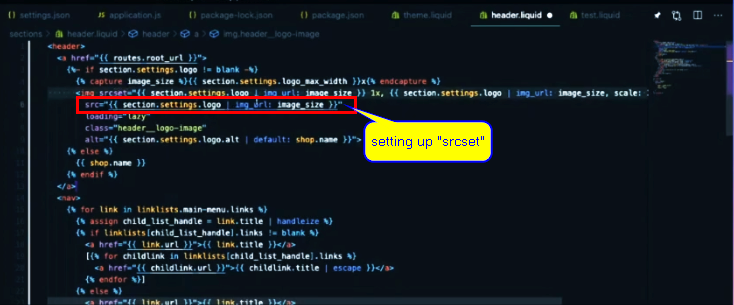 settings.json
application.js
package-lock.json
package.json
theme.liquid
header.liquid
test.liquid
sections > header.liquid > header > a > img.header__logo-image
<header>
<a href="{{ routes.root_url }}">
{%- if section.settings.logo != blank -%}
{% capture image_size %}{{ section.settings.logo_max_width }}x{% endcapture %}
<img srcset="{{ section.settings.logo | img_url: image_size }} 1x, {{ section.settings.logo | img_url: image_size, scale:
src="{{ section.settings.logo | img_url: image_size }}"
loading="lazy"
class="header__logo-image"
alt="{{ section.settings.logo.alt | default: shop.name }}">
{% else %}
{{ shop.name }}
{% endif %}
</a>
<nav>
{% for link in linklists.main-menu.links %}
{% assign child_list_handle = link.title | handleize %}
{% if linklists[child_list_handle].links != blank %}
<a href="{{ link.url }}">{{ link.title }}</a>
[{% for childlink in linklists[child_list_handle].links %}
<a href="{{ childlink.url }}">{{ childlink.title | escape }}</a>
{% endfor %}]
{% else %}
<a href="{{ link.url }}">{{ link.title }}</a>
setting up "srcset"